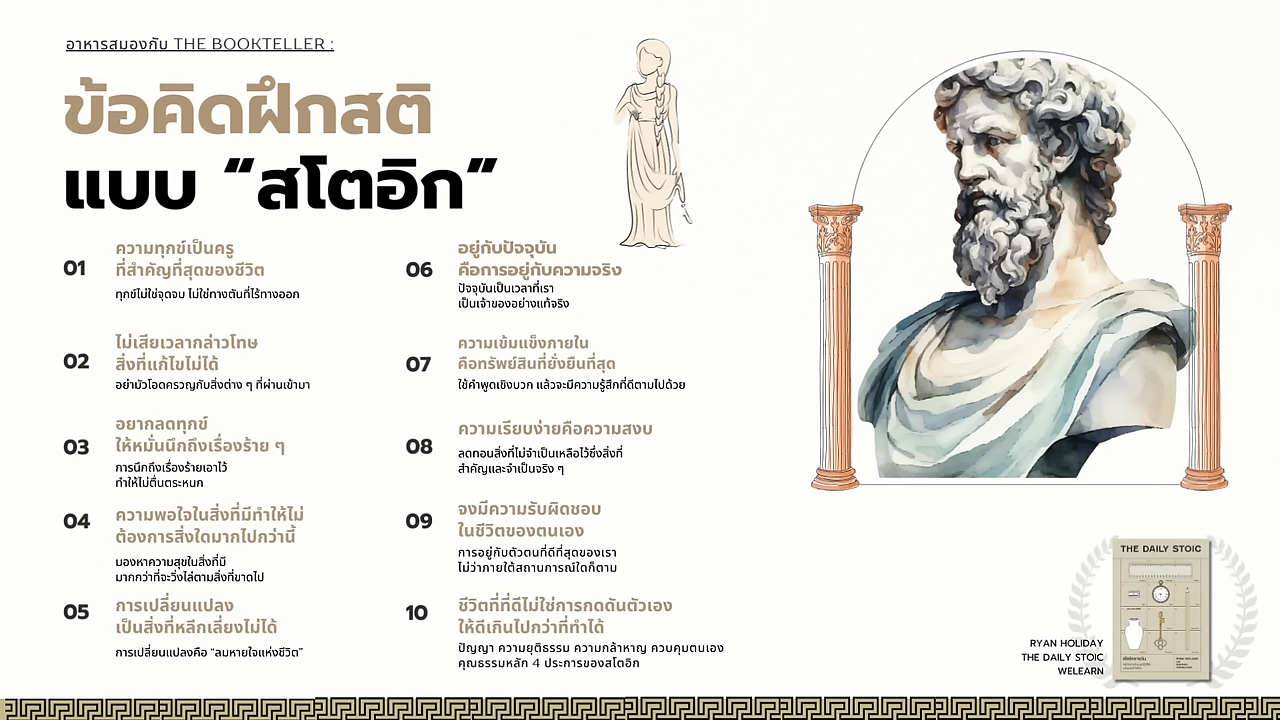 อาหารสมองกับ THE BOOKTELLER :
ข้อคิดฝึกสติ
แบบ “สโตอิก”
01
ความทุกข์เป็นครู
ที่สำคัญที่สุดของชีวิต
ทุกข์ไม่ใช่จุดจบ ไม่ใช่ทางตันที่ไร้ทางออก
02
ไม่เสียเวลากล่าวโทษ
สิ่งที่แก้ไขไม่ได้
อย่ามัวโอดครวญกับสิ่งต่าง ๆ ที่ผ่านเข้ามา
03
อยากลดทุกข์
ให้หมั่นนึกถึงเรื่องร้าย ๆ
การนึกถึงเรื่องร้ายเอาไว้
ทำให้ไม่ตื่นตระหนก
04
ความพอใจในสิ่งที่มีทำให้ไม่
ต้องการสิ่งใดมากไปกว่านี้
มองหาความสุขในสิ่งที่มี
มากกว่าที่จะวิ่งไล่ตามสิ่งที่ขาดไป
05
การเปลี่ยนแปลง
เป็นสิ่งที่หลีกเลี่ยงไม่ได้
การเปลี่ยนแปลงคือ “ลมหายใจแห่งชีวิต”
06
อยู่กับปัจจุบัน
คือการอยู่กับความจริง
ปัจจุบันเป็นเวลาที่เรา
เป็นเจ้าของอย่างแท้จริง
07
ความเข้มแข็งภายใน
คือทรัพย์สินที่ยั่งยืนที่สุด
ใช้คำพูดเชิงบวก แล้วจะมีความรู้สึกที่ดีตามไปด้วย
08
ความเรียบง่ายคือความสงบ
ลดทอนสิ่งที่ไม่จำเป็นเหลือไว้ซึ่งสิ่งที่
สำคัญและจำเป็นจริง ๆ
09
จงมีความรับผิดชอบ
ในชีวิตของตนเอง
การอยู่กับตัวตนที่ดีที่สุดของเรา
ไม่ว่าภายใต้สถานการณ์ใดก็ตาม
10
ชีวิตที่ที่ดีไม่ใช่การกดดันตัวเอง
ให้ดีเกินไปกว่าที่ทำได้
ปัญญา ความยุติธรรม ความกล้าหาญ ควบคุมตนเอง
คุณธรรมหลัก 4 ประการของสโตอิก
RYAN HOLIDAY
THE DAILY STOIC
WELEARN
THE DAILY STOIC